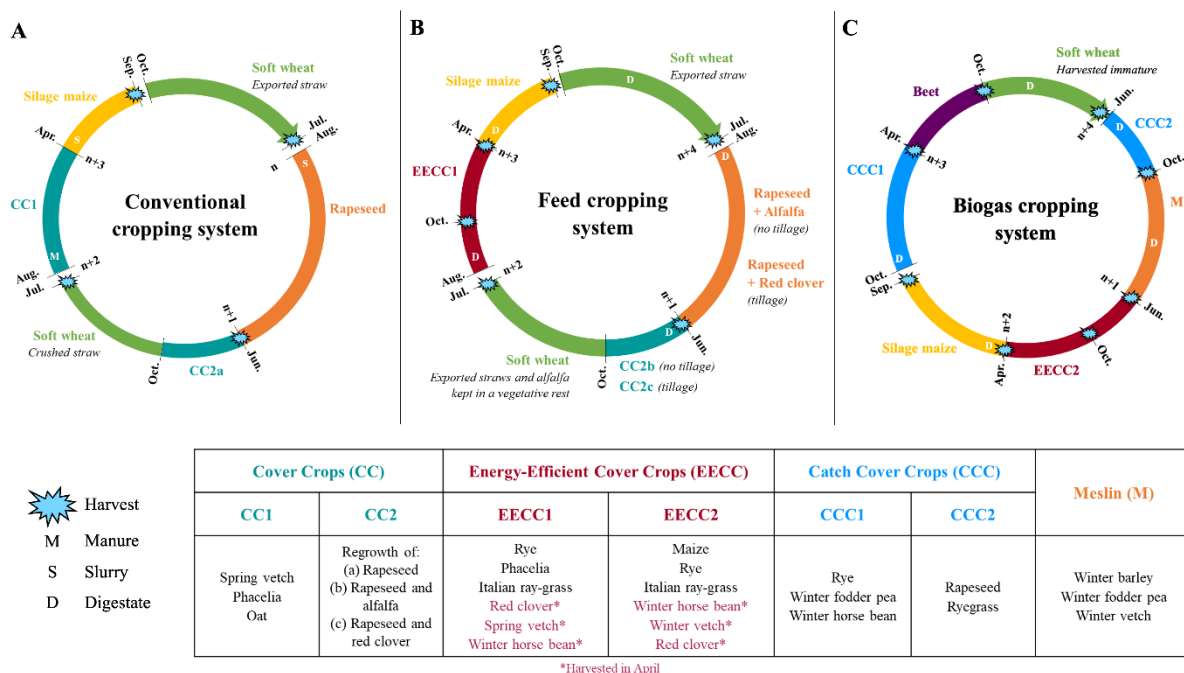 A
Conventional
cropping system
Oct.
Sep.
Soft wheat
Exported straw
Jul.
Aug.
n
S
Rapeseed
n+1
Jun.
CC2a
Oct.
Soft wheat
Crushed straw
Jul.
Aug.
n+2
M
CC1
Apr.
n+3
S
Silage maize
B
Feed cropping
system
Oct.
Sep.
D
Soft wheat
Exported straw
Jul.
Aug.
n+4
D
Rapeseed
+ Alfalfa
(no tillage)
Rapeseed
+ Red clover
(tillage)
n+1
Jun.
D
CC2b (no tillage)
CC2c (tillage)
Oct.
Soft wheat
Exported straws and alfalfa
kept in a vegetative rest
Jul.
Aug.
n+2
D
Oct.
EECC1
Apr.
n+3
D
Silage maize
C
Biogas cropping
system
Oct.
D
Soft wheat
Harvested immature
Jun.
n+4
D
CCC2
Oct.
M
D
n+1
Jun.
Oct.
EECC2
n+2
Apr.
D
Silage maize
Sep.
Oct.
D
CCC1
Apr.
n+3
Beet
Harvest
M Manure
S Slurry
D Digestate
Cover Crops (CC)
Energy-Efficient Cover Crops (EECC)
Catch Cover Crops (CCC)
Meslin (M)
CC1
CC2
EECC1
EECC2
CCC1
CCC2
Spring vetch
Phacelia
Oat
Regrowth of:
(a) Rapeseed
(b) Rapeseed and
alfalfa
(c) Rapeseed and
red clover
Rye
Phacelia
Italian ray-grass
Red clover*
Spring vetch*
Winter horse bean*
Maize
Rye
Italian ray-grass
Winter horse bean*
Winter vetch*
Red clover*
Rye
Winter fodder pea
Winter horse bean
Rapeseed
Ryegrass
Winter barley
Winter fodder pea
Winter vetch
*Harvested in April